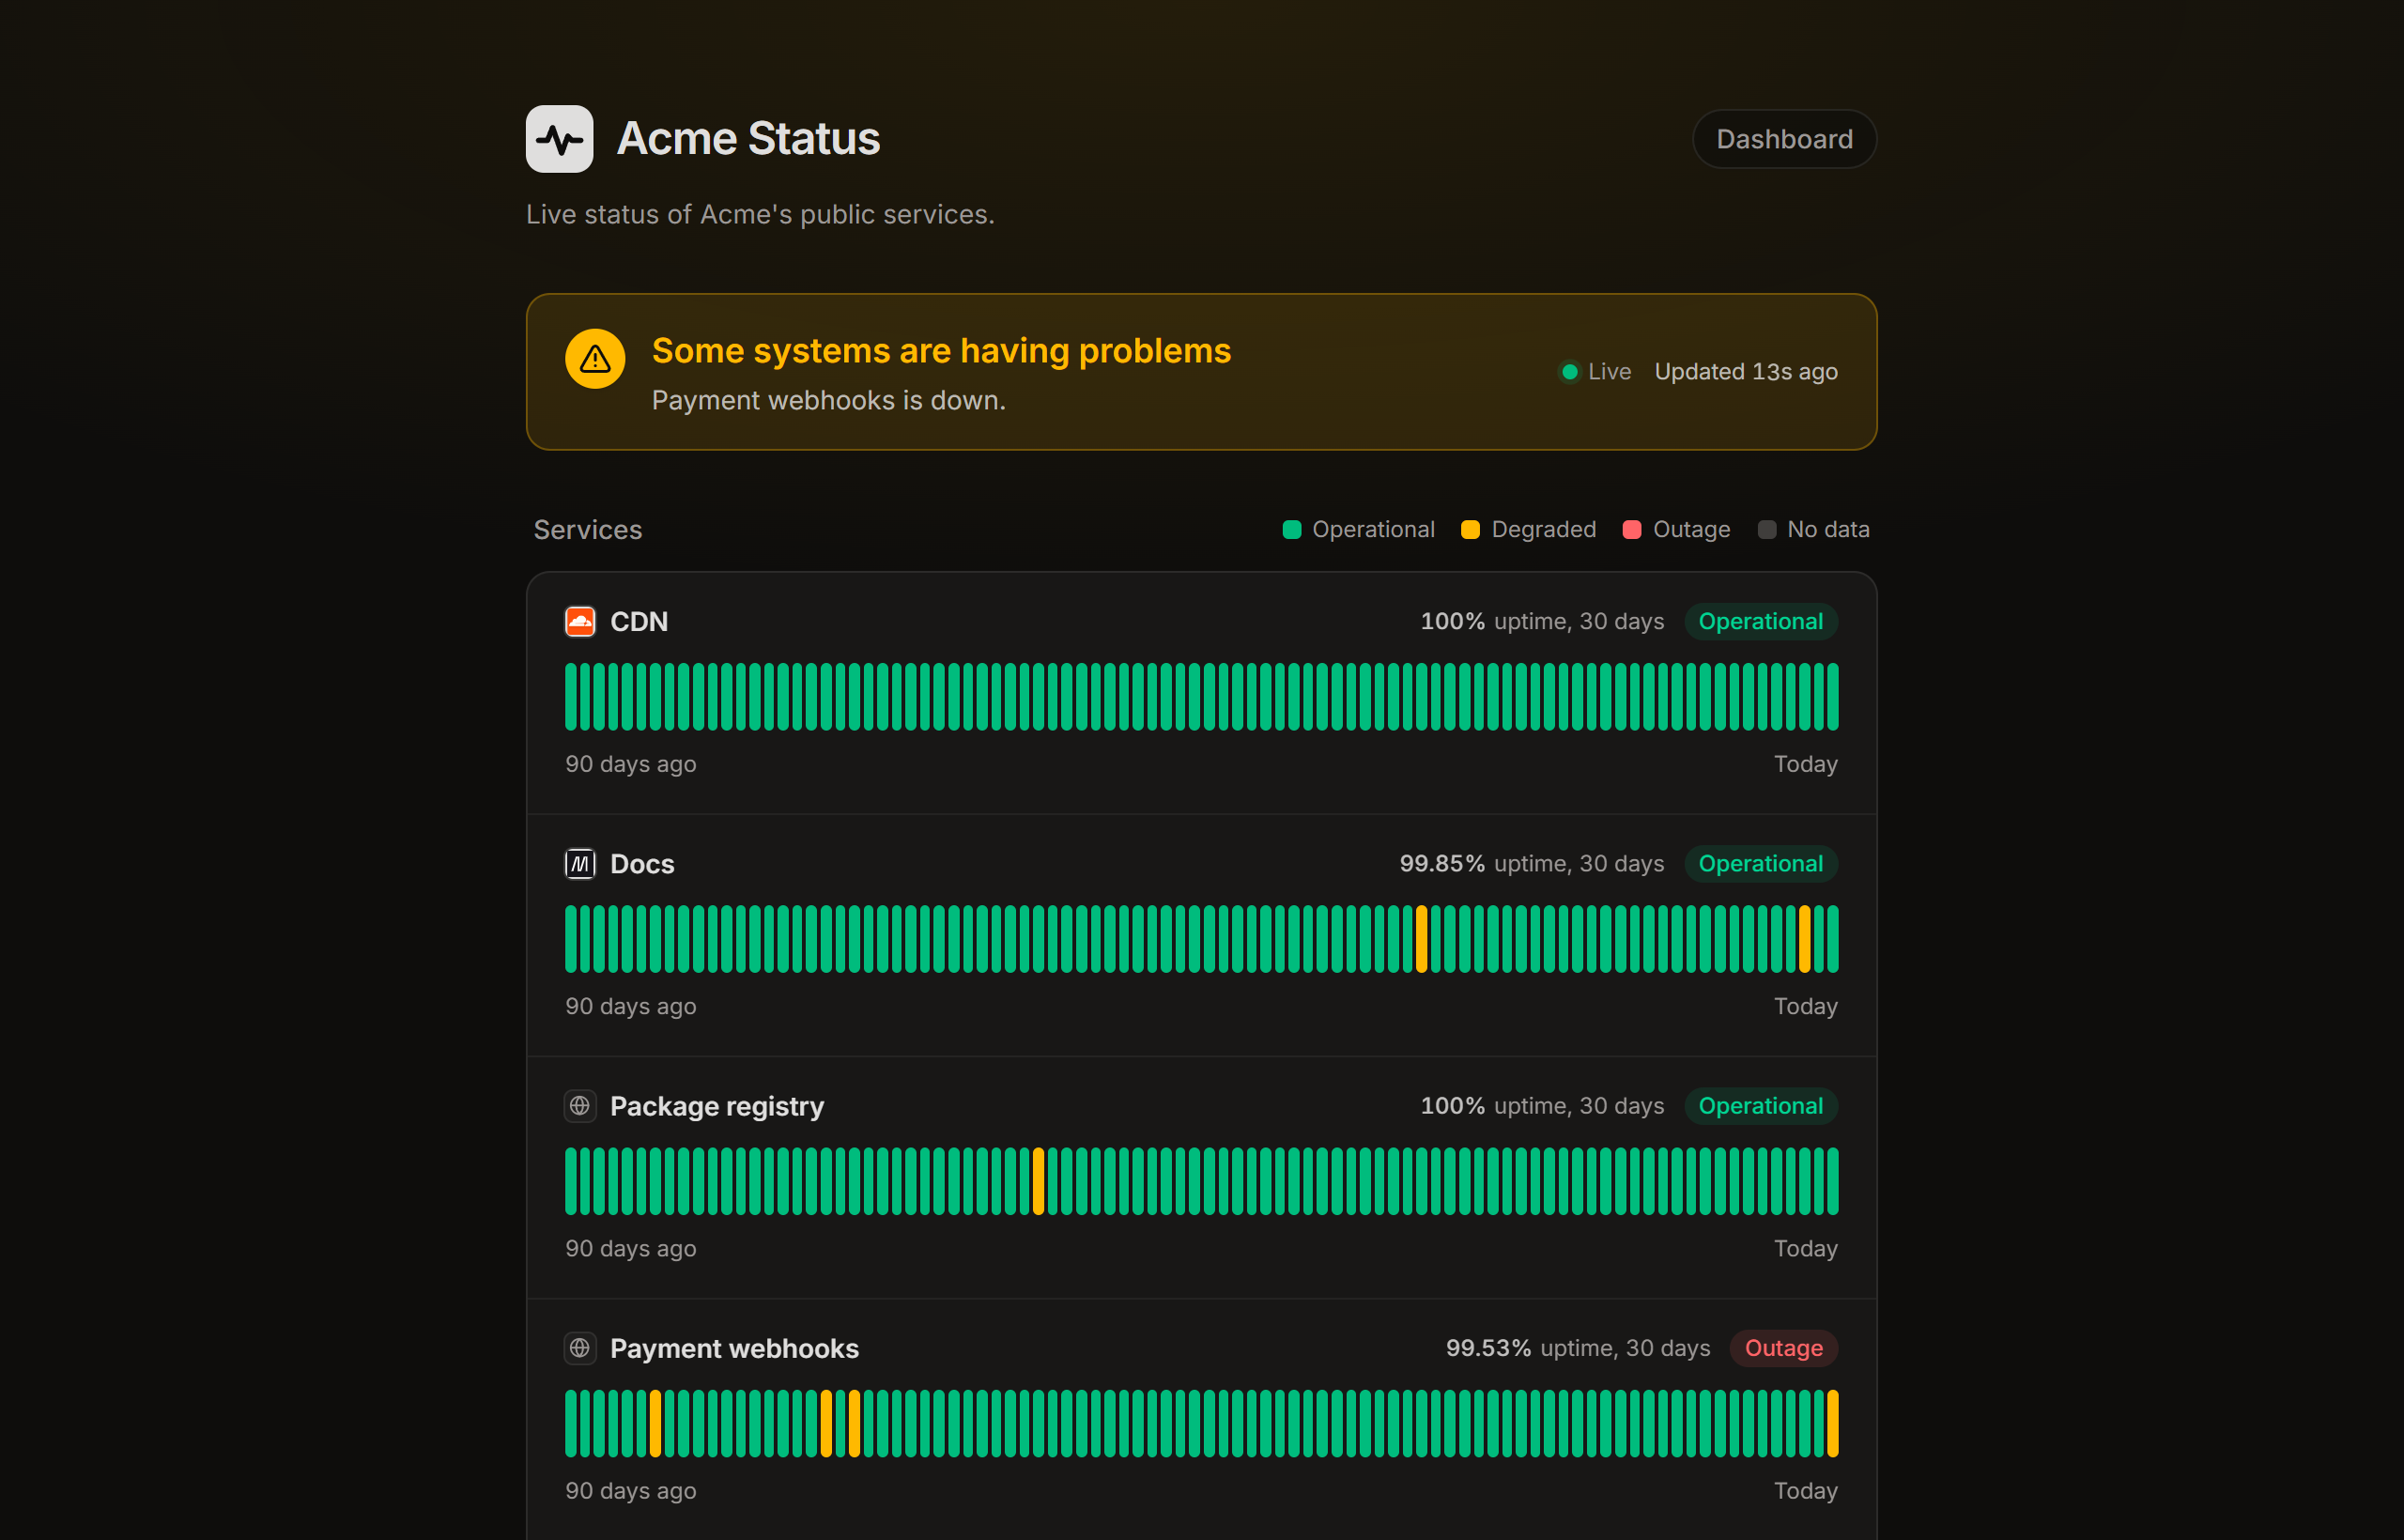 Acme Status
Dashboard
Live status of Acme's public services.
Some systems are having problems
Payment webhooks is down.
Live Updated 13s ago
Services
Operational Degraded Outage No data
CDN
100% uptime, 30 days Operational
90 days ago Today
Docs
99.85% uptime, 30 days Operational
90 days ago Today
Package registry
100% uptime, 30 days Operational
90 days ago Today
Payment webhooks
99.53% uptime, 30 days Outage
90 days ago Today